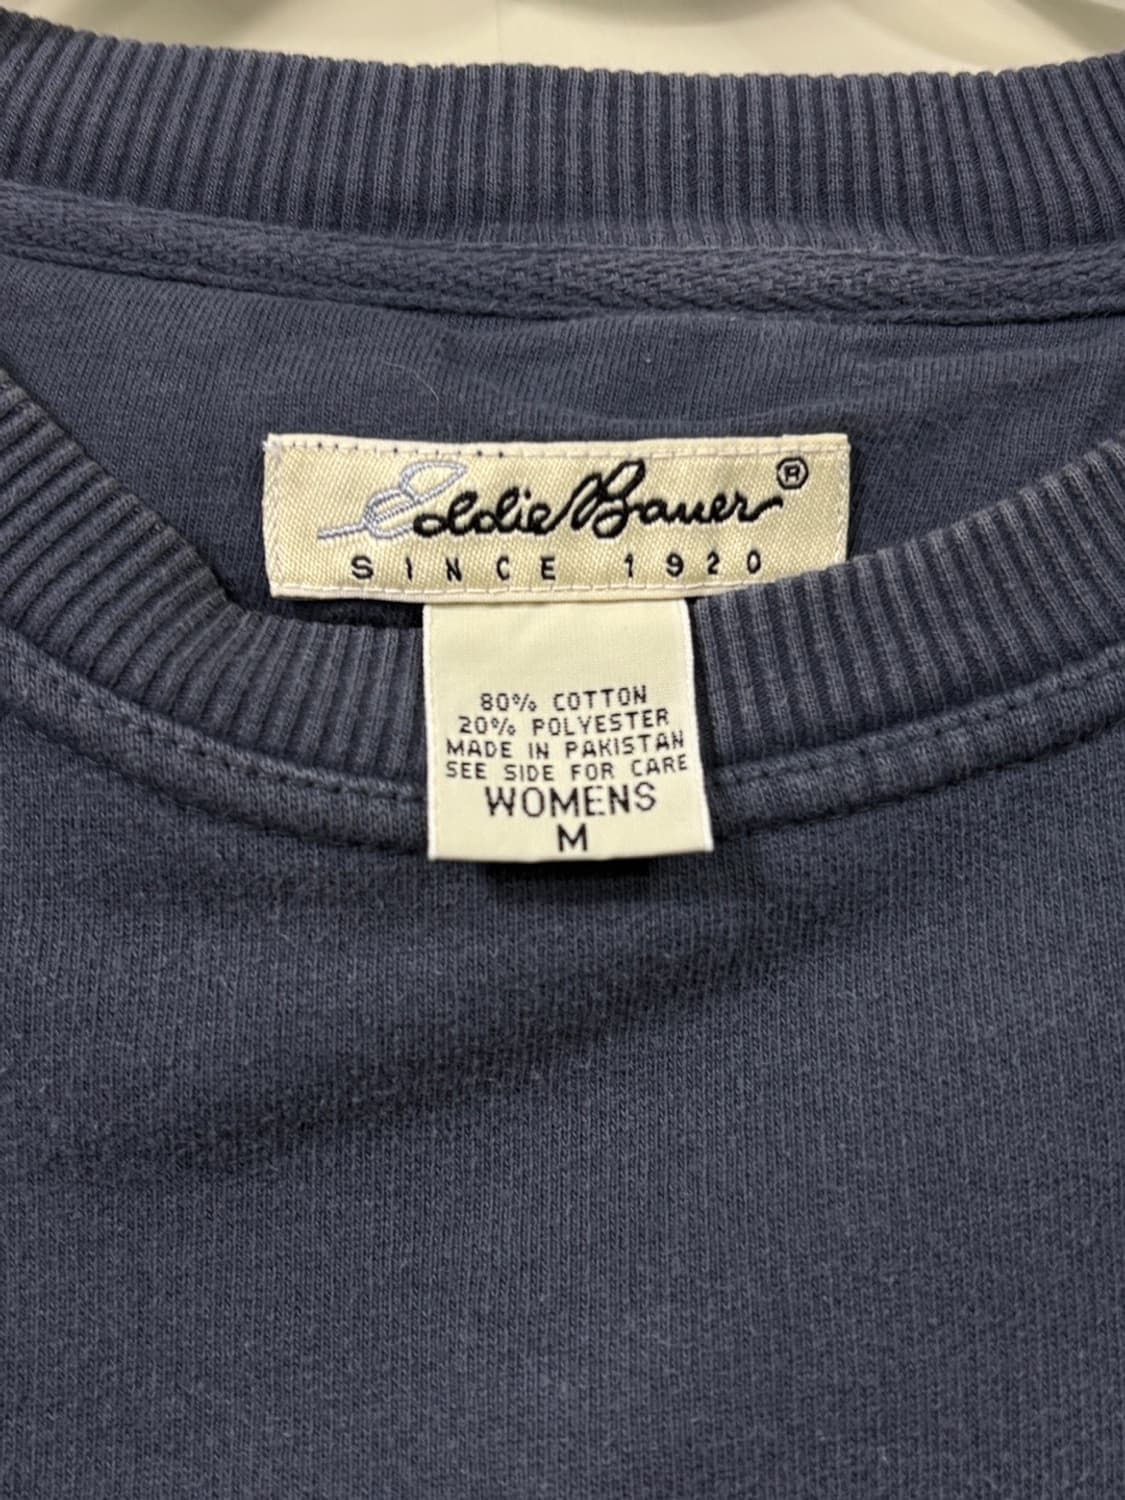 Eddie Bauer ®
SINCE 1920
80% COTTON
20% POLYESTER
MADE IN PAKISTAN
SEE SIDE FOR CARE
WOMENS
M